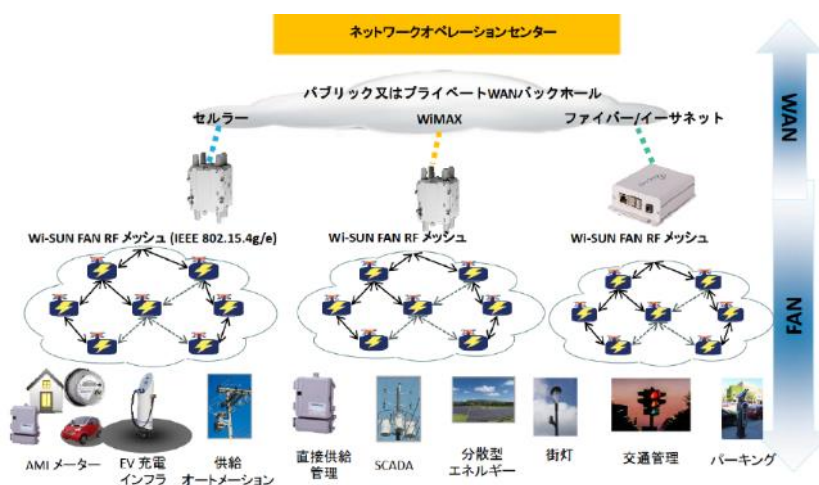 ネットワークオペレーションセンター
パブリック又はプライベートWANバックホール
セルラー
WiMAX
ファイバー/イーサネット
WAN
Wi-SUN FAN RF メッシュ (IEEE 802.15.4g/e)
Wi-SUN FAN RF メッシュ
Wi-SUN FAN RF メッシュ
FAN
AMI メーター
EV 充電
インフラ
供給
オートメーション
直接供給
管理
SCADA
分散型
エネルギー
街灯
交通管理
パーキング